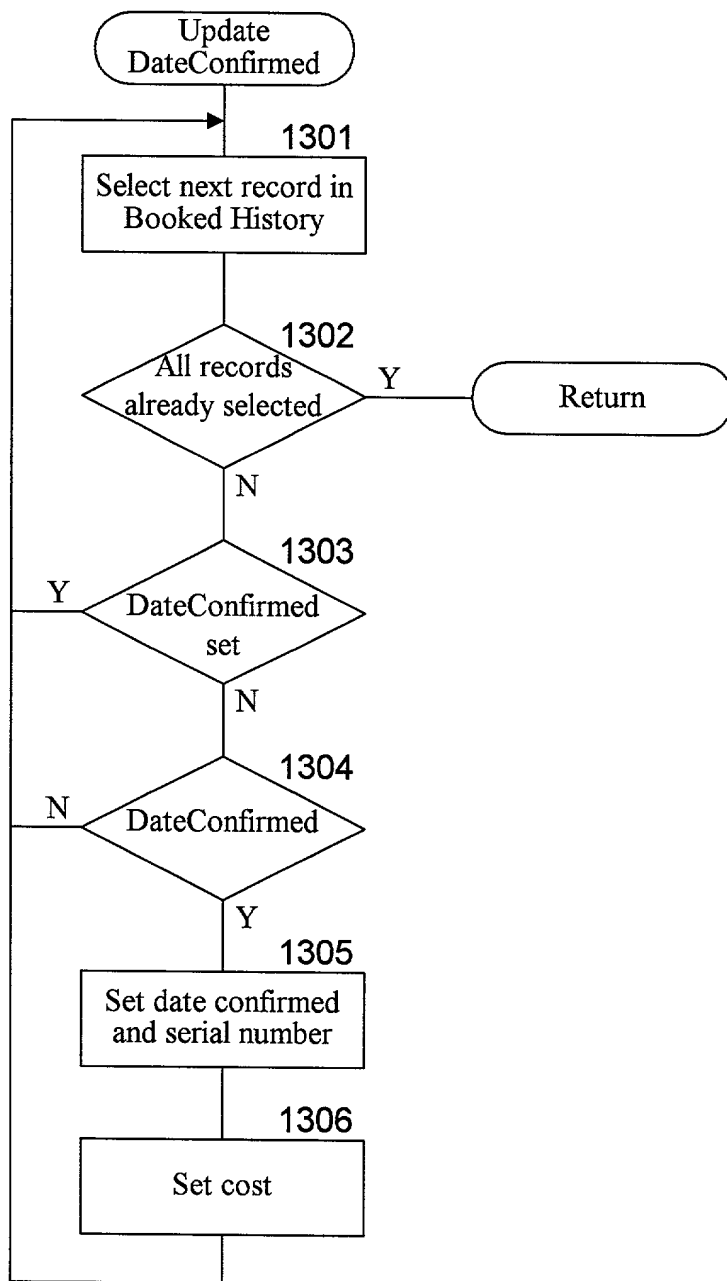 Update
DateConfirmed
1301
Select next record in
Booked History
1302
All records
already selected
Y
Return
N
1303
Y
DateConfirmed
set
N
1304
N
DateConfirmed
Y
1305
Set date confirmed
and serial number
1306
Set cost